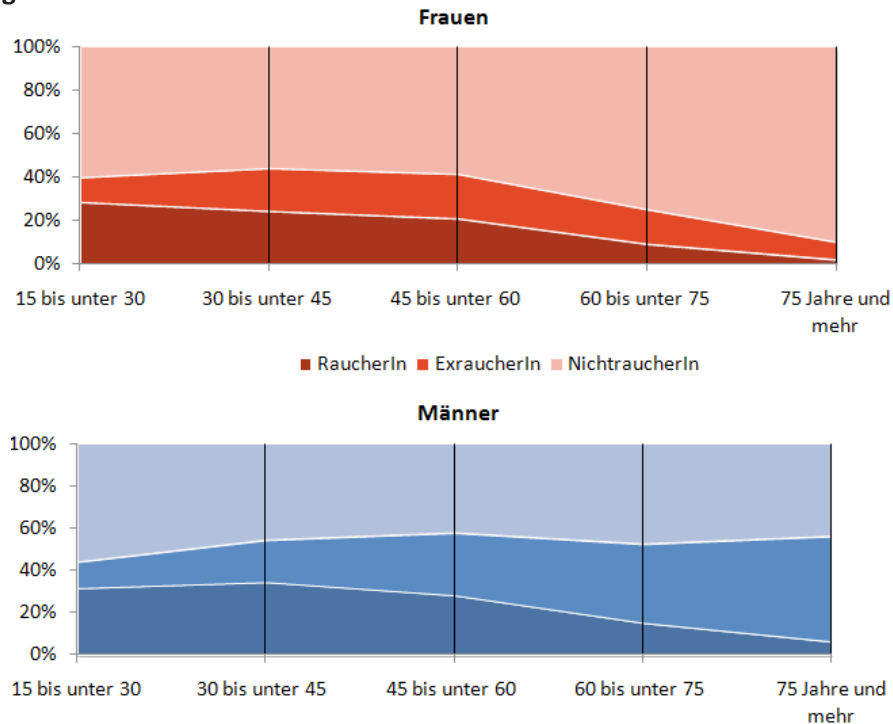 g
Frauen
100%
80%
60%
40%
20%
0%
15 bis unter 30 30 bis unter 45 45 bis unter 60 60 bis unter 75 75 Jahre und
mehr
RaucherIn ExraucherIn NichtraucherIn
Männer
100%
80%
60%
40%
20%
0%
15 bis unter 30 30 bis unter 45 45 bis unter 60 60 bis unter 75 75 Jahre und
mehr